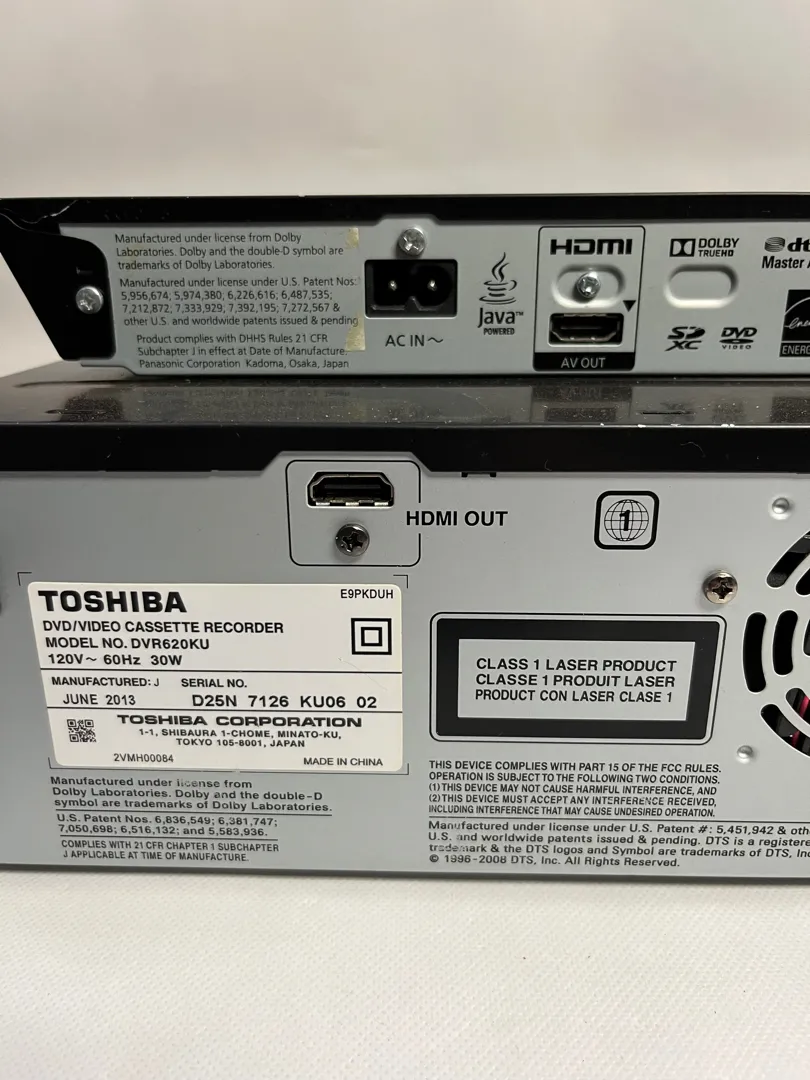 Manufactured under license from Dolby
Laboratories. Dolby and the double-D symbol are
trademarks of Dolby Laboratories.
Manufactured under license under U.S. Patent Nos:
5,956,674; 5,974,380; 6,226,616; 6,487,535;
7,212,872; 7,333,929; 7,392,195; 7,272,567 &
other U.S. and worldwide patents issued & pending
Product complies with DHHS Rules 21 CFR
Subchapter J in effect at Date of Manufacture.
Panasonic Corporation Kadoma, Osaka, Japan
AC IN
Java™
POWERED
HDMI
AV OUT
DOLBY
TRUEHD
SD
XC
DVD
VIDEO
Master
HDMI OUT
1
TOSHIBA
E9PKDUH
DVD/VIDEO CASSETTE RECORDER
MODEL NO. DVR620KU
120V~ 60Hz 30W
MANUFACTURED: J SERIAL NO.
JUNE 2013 D25N 7126 KU06 02
TOSHIBA CORPORATION
1-1, SHIBAURA 1-CHOME, MINATO-KU,
TOKYO 105-8001, JAPAN
2VMH00084 MADE IN CHINA
CLASS 1 LASER PRODUCT
CLASSE 1 PRODUIT LASER
PRODUCT CON LASER CLASE 1
Manufactured under license from
Dolby Laboratories. Dolby and the double-D
symbol are trademarks of Dolby Laboratories.
U.S. Patent Nos. 6,836,549; 6,381,747;
7,050,698; 6,516,132; and 5,583,936.
COMPLIES WITH 21 CFR CHAPTER 1 SUBCHAPTER
J APPLICABLE AT TIME OF MANUFACTURE.
THIS DEVICE COMPLIES WITH PART 15 OF THE FCC RULES.
OPERATION IS SUBJECT TO THE FOLLOWING TWO CONDITIONS.
(1) THIS DEVICE MAY NOT CAUSE HARMFUL INTERFERENCE, AND
(2) THIS DEVICE MUST ACCEPT ANY INTERFERENCE RECEIVED,
INCLUDING INTERFERENCE THAT MAY CAUSE UNDESIRED OPERATION.
Manufactured under license under U.S. Patent #: 5,451,942 & oth
U.S. and worldwide patents issued & pending. DTS is a registere
trademark & the DTS logos and Symbol are trademarks of DTS, Inc
© 1996-2008 DTS, Inc. All Rights Reserved.